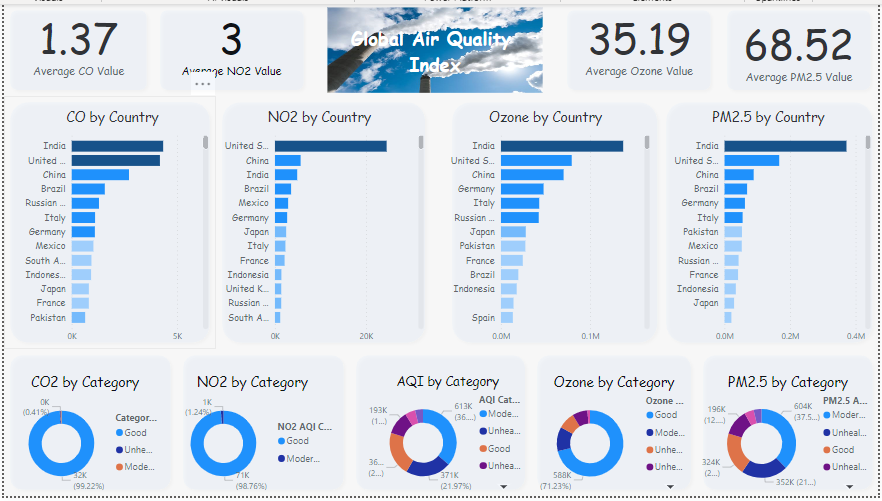 1.37
Average CO Value
3
Average NO2 Value
Global Air Quality
Index
35.19
Average Ozone Value
68.52
Average PM2.5 Value
CO by Country
India
United ...
China
Brazil
Russian ...
Italy
Germany
Mexico
South A...
Indones...
Japan
France
Pakistan
0K
5K
NO2 by Country
United S...
China
India
Brazil
Mexico
Germany
Japan
Italy
France
Indonesia
United K...
Russian ...
South A...
0K
20K
Ozone by Country
India
United S...
China
Germany
Italy
Russian ...
Japan
Pakistan
France
Brazil
Indonesia
Spain
0.0M
0.1M
PM2.5 by Country
India
United S...
China
Brazil
Germany
Italy
Pakistan
Mexico
Russian ...
France
Indonesia
Japan
0.0M
0.2M
0.4M
CO2 by Category
0K
(0.41%)
32K
(99.22%)
Categor...
Good
Unhe...
Mode...
NO2 by Category
1K
(1.24%)
71K
(98.76%)
NO2 AQI C...
Good
Moder...
AQI by Category
193K
(1...)
613K
(36....)
36...
(2...)
371K
(21.97%)
AQI Cat...
Mode...
Unhea...
Good
Unhea...
Ozone by Category
588K
(71.23%)
Ozone ...
Good
Mode...
Unhe...
Unhe...
PM2.5 by Category
196K
(12....)
604K
(37.5...)
324K
(2...)
352K (21...)
PM2.5 A...
Moder...
Unheal...
Good
Unheal...